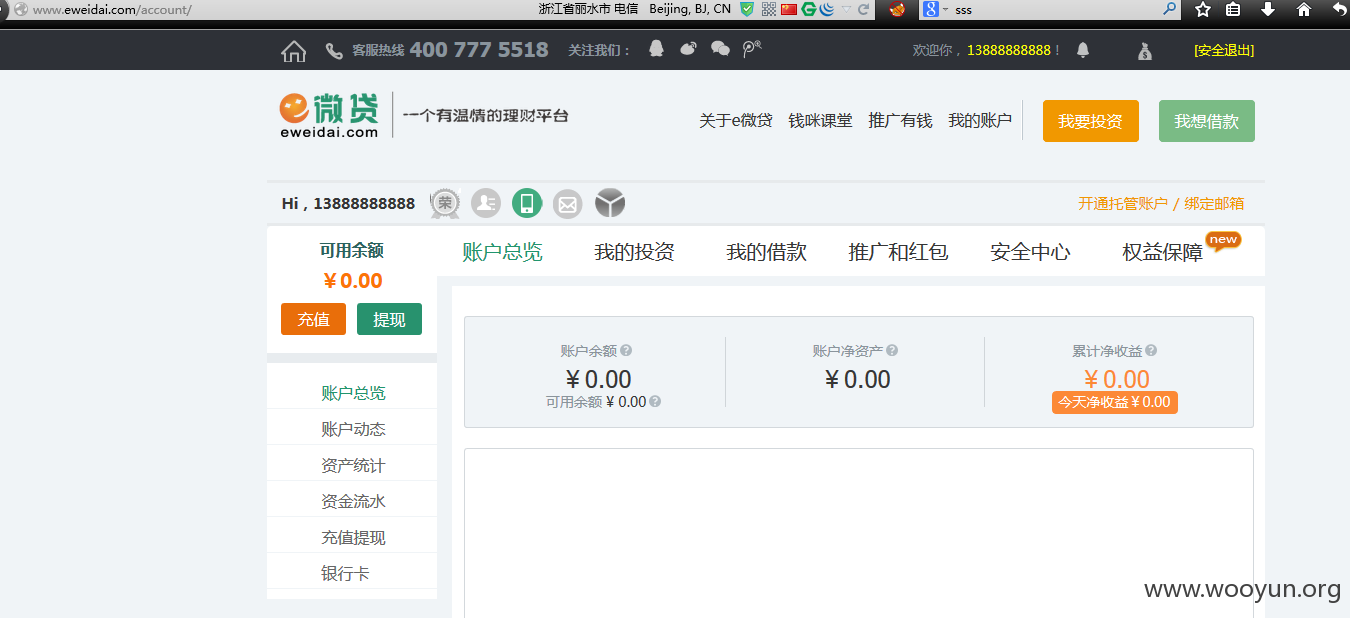 www.eweidai.com/account/
浙江省丽水市 电信 Beijing, BJ, CN
sss
客服热线 400 777 5518 关注我们：
欢迎你，13888888888！
[安全退出]
e微贷
eweidai.com
一个有温情的理财平台
关于e微贷 钱咪课堂 推广有钱 我的账户
我要投资 我想借款
Hi , 13888888888
荣
开通托管账户 / 绑定邮箱
可用余额
￥0.00
充值 提现
账户总览 我的投资 我的借款 推广和红包 安全中心 权益保障 new
账户总览
账户动态
资产统计
资金流水
充值提现
银行卡
账户余额 ?
￥0.00
可用余额 ￥0.00 ?
账户净资产 ?
￥0.00
累计净收益 ?
￥0.00
今天净收益￥0.00
www.wooyun.org